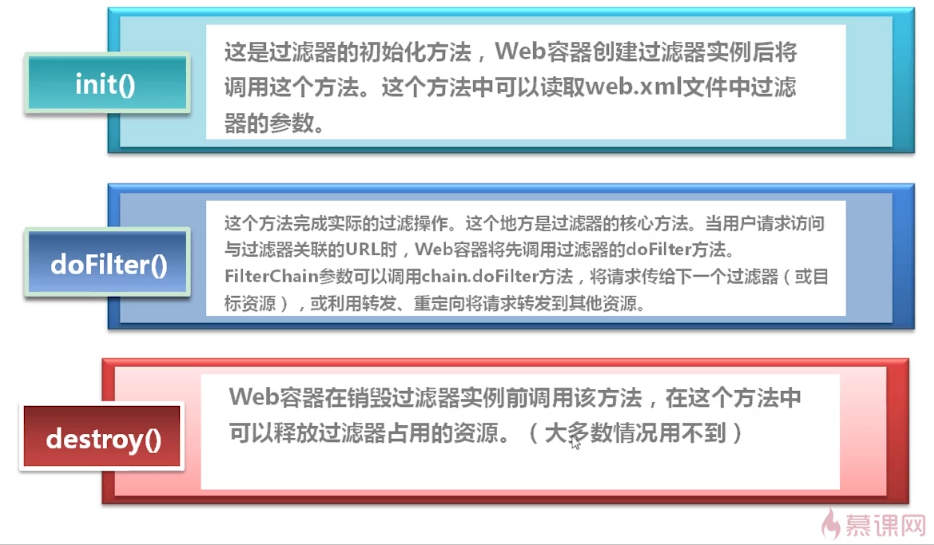 init()
这是过滤器的初始化方法，Web容器创建过滤器实例后将
调用这个方法。这个方法中可以读取web.xml文件中过滤
器的参数。
doFilter()
这个方法完成实际的过滤操作。这个地方是过滤器的核心方法。当用户请求访问
与过滤器关联的URL时，Web容器将先调用过滤器的doFilter方法。
FilterChain参数可以调用chain.doFilter方法，将请求传给下一个过滤器（或目
标资源），或利用转发、重定向将请求转发到其他资源。
destroy()
Web容器在销毁过滤器实例前调用该方法，在这个方法中
可以释放过滤器占用的资源。（大多数情况用不到）
慕课网